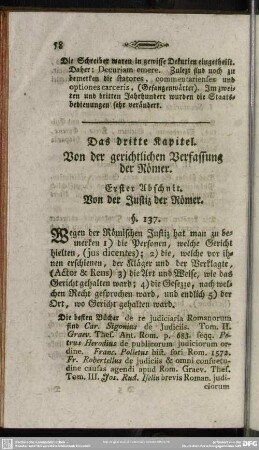 58
Die Schreiber waren in gewisse Dekurien eingetheilt.
Daher: Decuriam emere. Zulezt sind noch zu
bemerken die statores, commentarienses und
optiones carceris, (Gefangenwärter). Im zwei-
ten und dritten Jahrhundert wurden die Staats-
bedienungen sehr verändert.
Das dritte Kapitel.
Von der gerichtlichen Verfassung
der Römer.
Erster Abschnit.
Von der Justiz der Römer.
§. 137.
Wegen der Römischen Justiz hat man zu be-
merken 1) die Personen, welche Gericht
hielten, (jus dicentes); 2) die, welche vor ih-
nen erschienen, der Kläger und der Verklagte,
(Actor & Reus) 3) die Art und Weise, wie das
Gericht gehalten ward; 4) die Gesezze, nach wel-
chen Recht gesprochen ward, und endlich 5) der
Ort, wo Gericht gehalten ward.
Die besten Bücher de re judiciaria Romanorum
sind Car. Sigonius de Judiciis. Tom. II.
Graev. Thes. Ant. Rom. p. 683. seqq. Pe-
trus Herodius de publicorum judiciorum or-
dine. Franc. Polletus hist. fori Rom. 1572.
Fr. Robertellus de judiciis & omni consuetu-
dine causas agendi apud Rom. Graev. Thes.
Tom. III. Jos. Rud. Iselin brevis Roman. judi-
ciorum